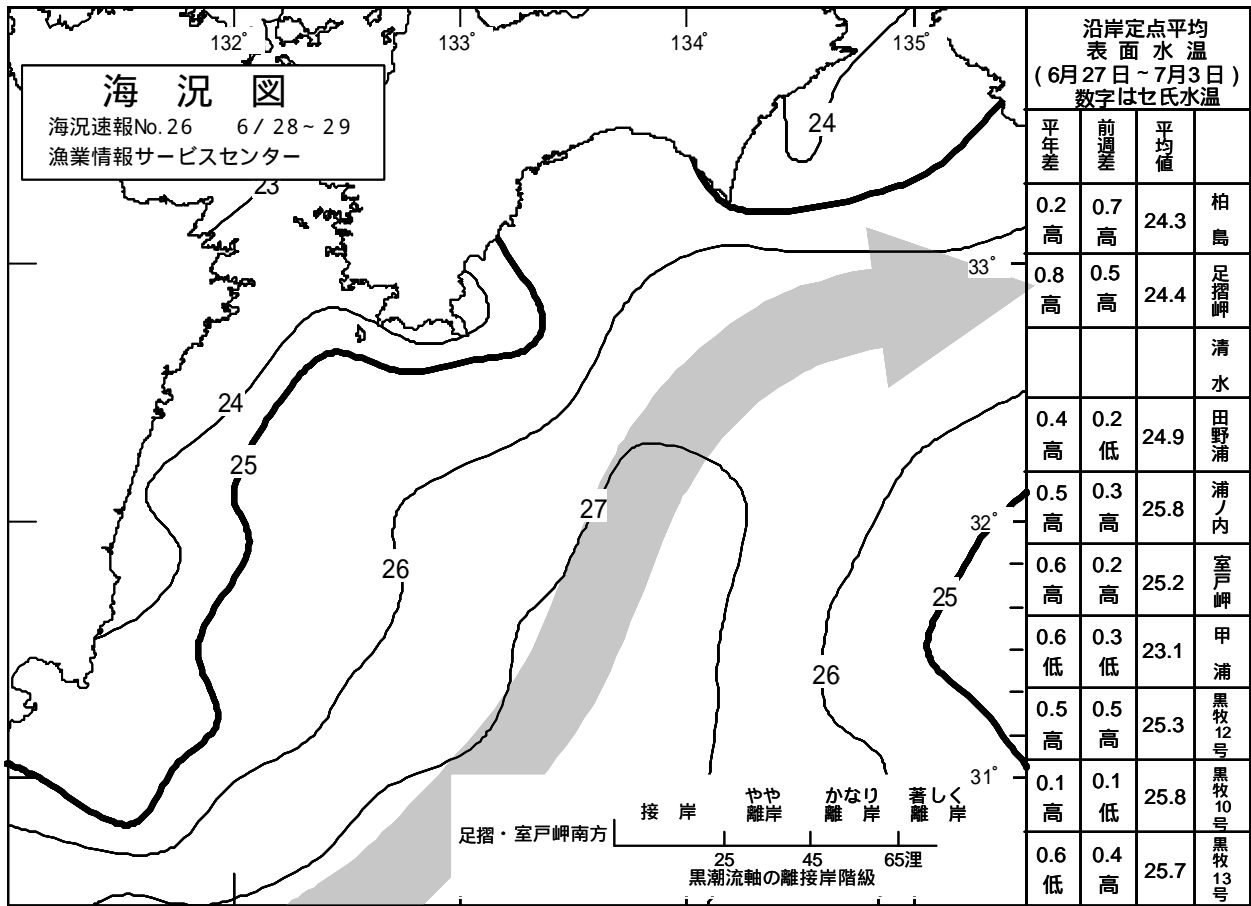 132°
133°
134°
135°
海 況 図
海況速報No.26 6/28~29
漁業情報サービスセンター
23
24
24
25
26
27
26
25
33°
32°
31°
接 岸
やや
離岸
かなり
離 岸
著しく
離 岸
足摺・室戸岬南方
25 45 65浬
黒潮流軸の離接岸階級
沿岸定点平均
表 面 水 温
(6月27日~7月3日)
数字はセ氏水温
平年差 前週差 平均値
0.2高 0.7高 24.3 柏島
0.8高 0.5高 24.4 足摺岬
清水
0.4高 0.2低 24.9 田野浦
0.5高 0.3高 25.8 浦ノ内
0.6高 0.2高 25.2 室戸岬
0.6低 0.3低 23.1 甲浦
0.5高 0.5高 25.3 黒牧12号
0.1高 0.1低 25.8 黒牧10号
0.6低 0.4高 25.7 黒牧13号